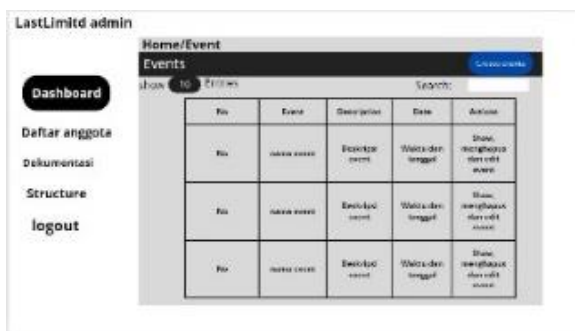 LastLimitd admin
Home/Event
Events
Create events
show 10 Entries
Search:
Dashboard
Daftar anggota
Dokumentasi
Structure
logout
No Event Description Date Actions
No nama event Deskripsi event Waktu dan tanggal Show, menghapus dan edit event
No nama event Deskripsi event Waktu dan tanggal Show, menghapus dan edit event
No nama event Deskripsi event Waktu dan tanggal Show, menghapus dan edit event